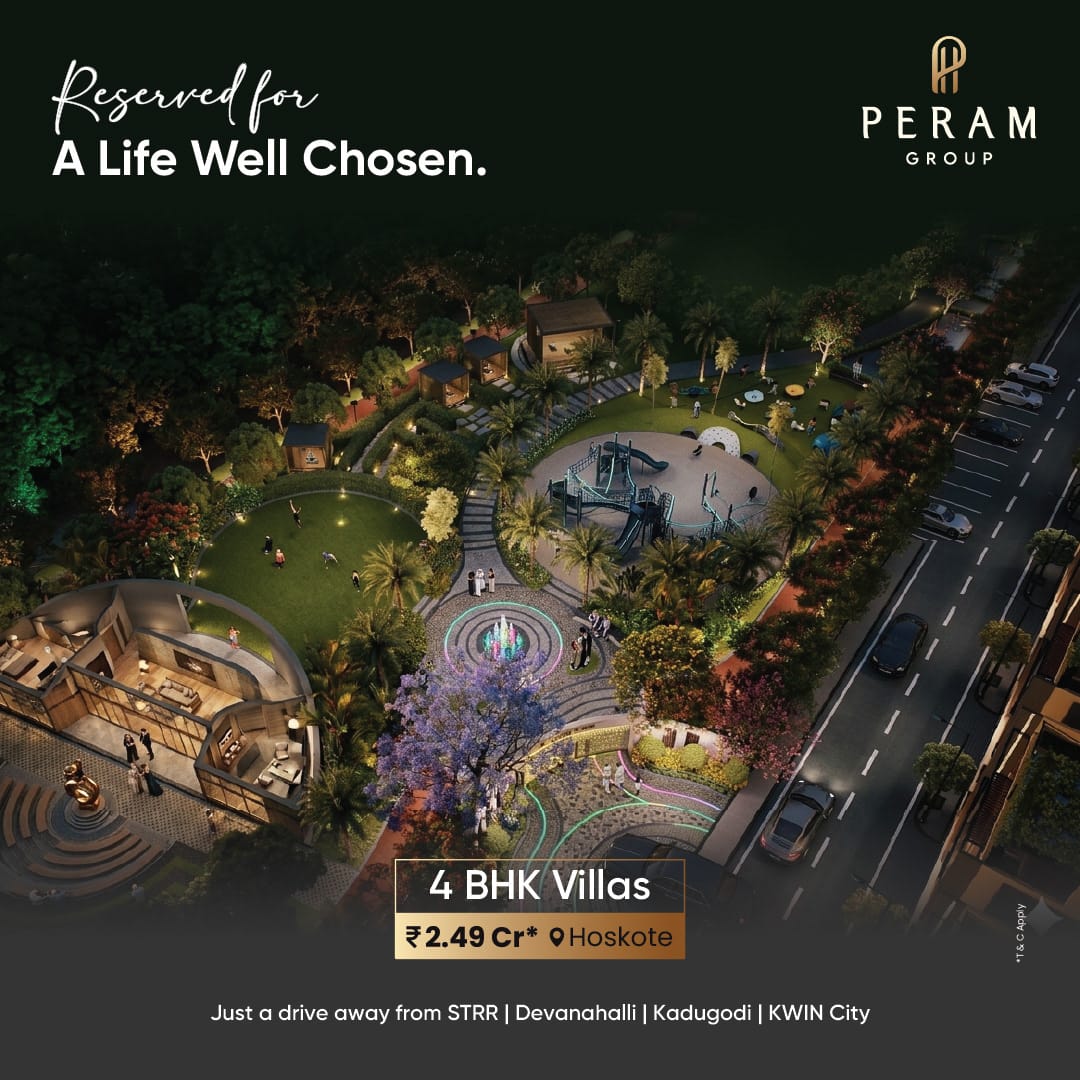 Reserved for
A Life Well Chosen.
PERAM
GROUP
4 BHK Villas
₹2.49 Cr* Hoskote
*T & C Apply
Just a drive away from STRR | Devanahalli | Kadugodi | KWIN City